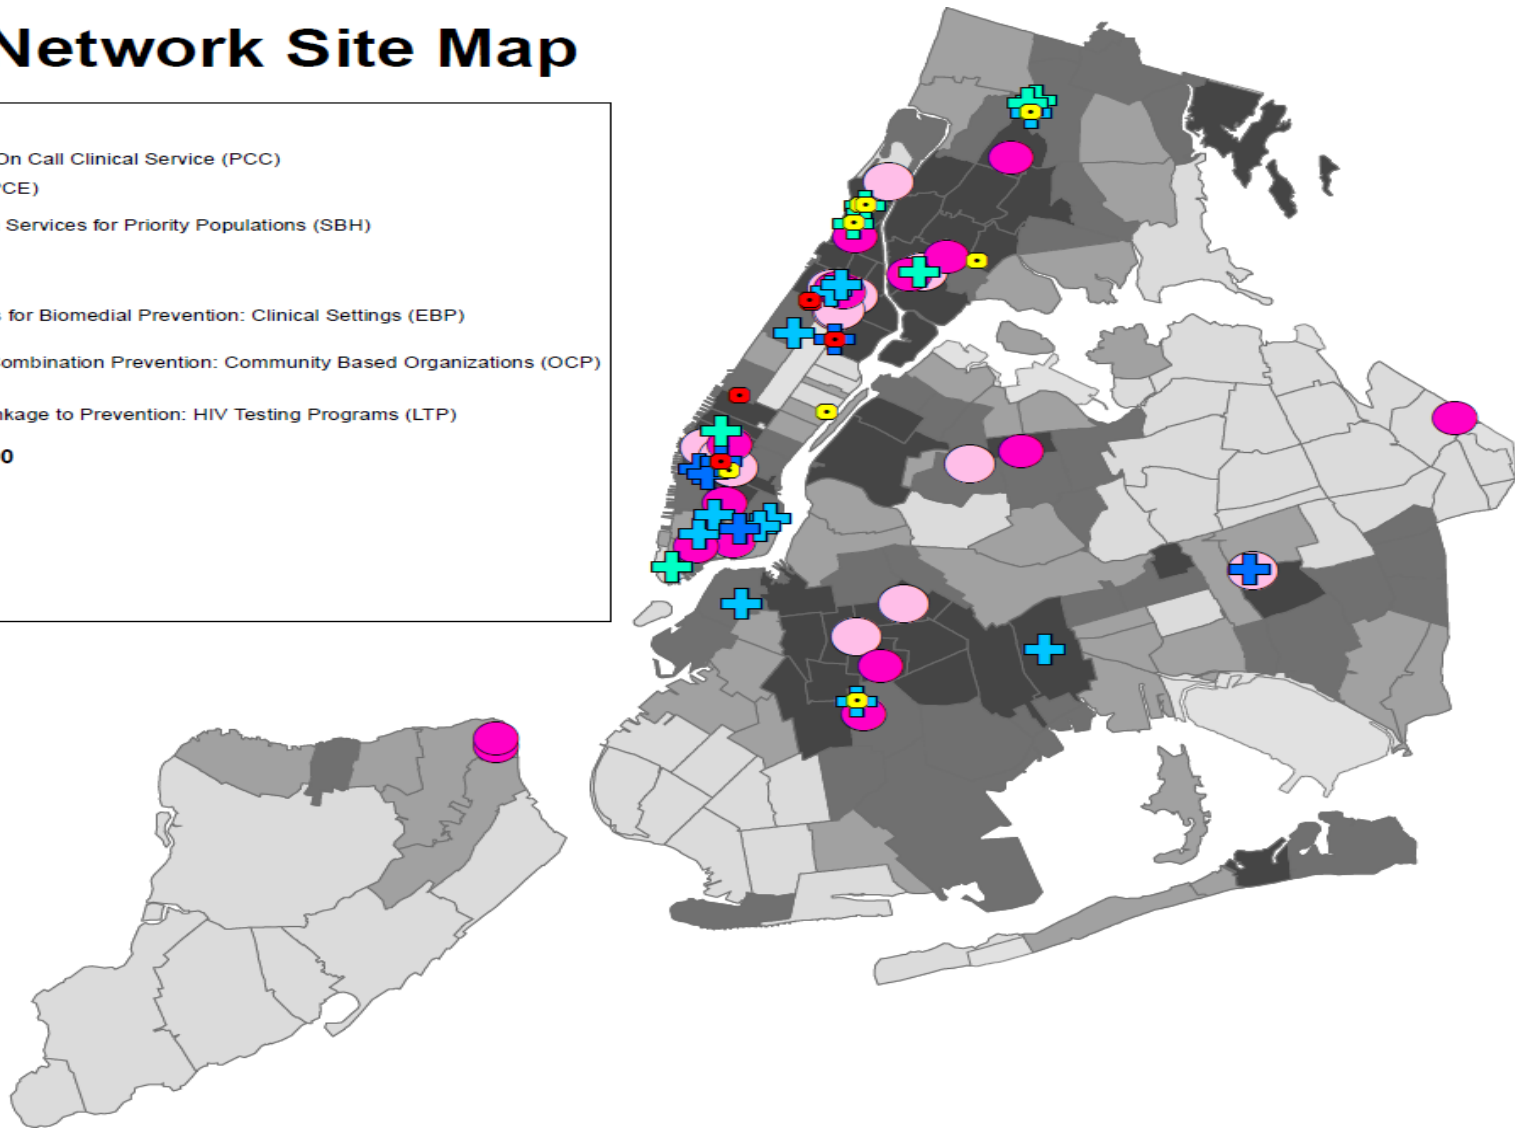 Network Site Map
On Call Clinical Service (PCC)
CE)
Services for Priority Populations (SBH)
s for Biomedial Prevention: Clinical Settings (EBP)
ombination Prevention: Community Based Organizations (OCP)
nkage to Prevention: HIV Testing Programs (LTP)
0